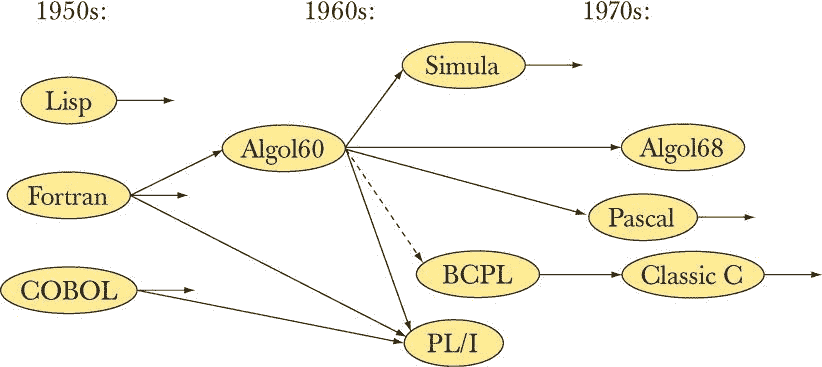 1950s:
1960s:
1970s:
Simula
Lisp
Algol60
Algol68
Fortran
Pascal
BCPL
Classic C
COBOL
PL/I